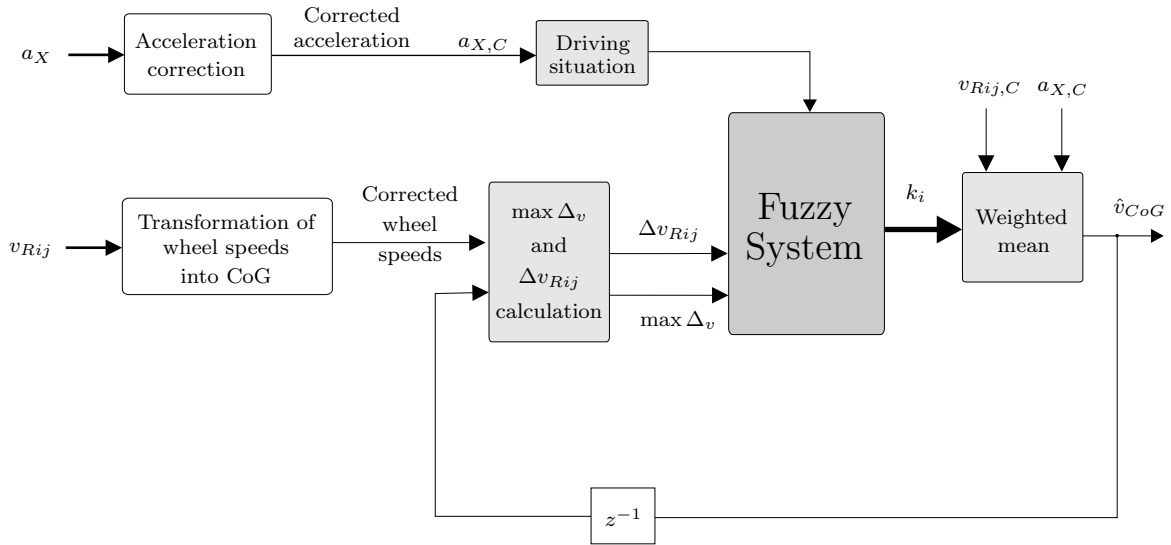 a_X
Acceleration
correction
Corrected
acceleration
a_{X,C}
Driving
situation
v_{Rij,C}
a_{X,C}
v_{Rij}
Transformation of
wheel speeds
into CoG
Corrected
wheel
speeds
max Δ_v
and
Δv_{Rij}
calculation
Δv_{Rij}
max Δ_v
Fuzzy
System
k_i
Weighted
mean
v̂_{CoG}
z^{-1}